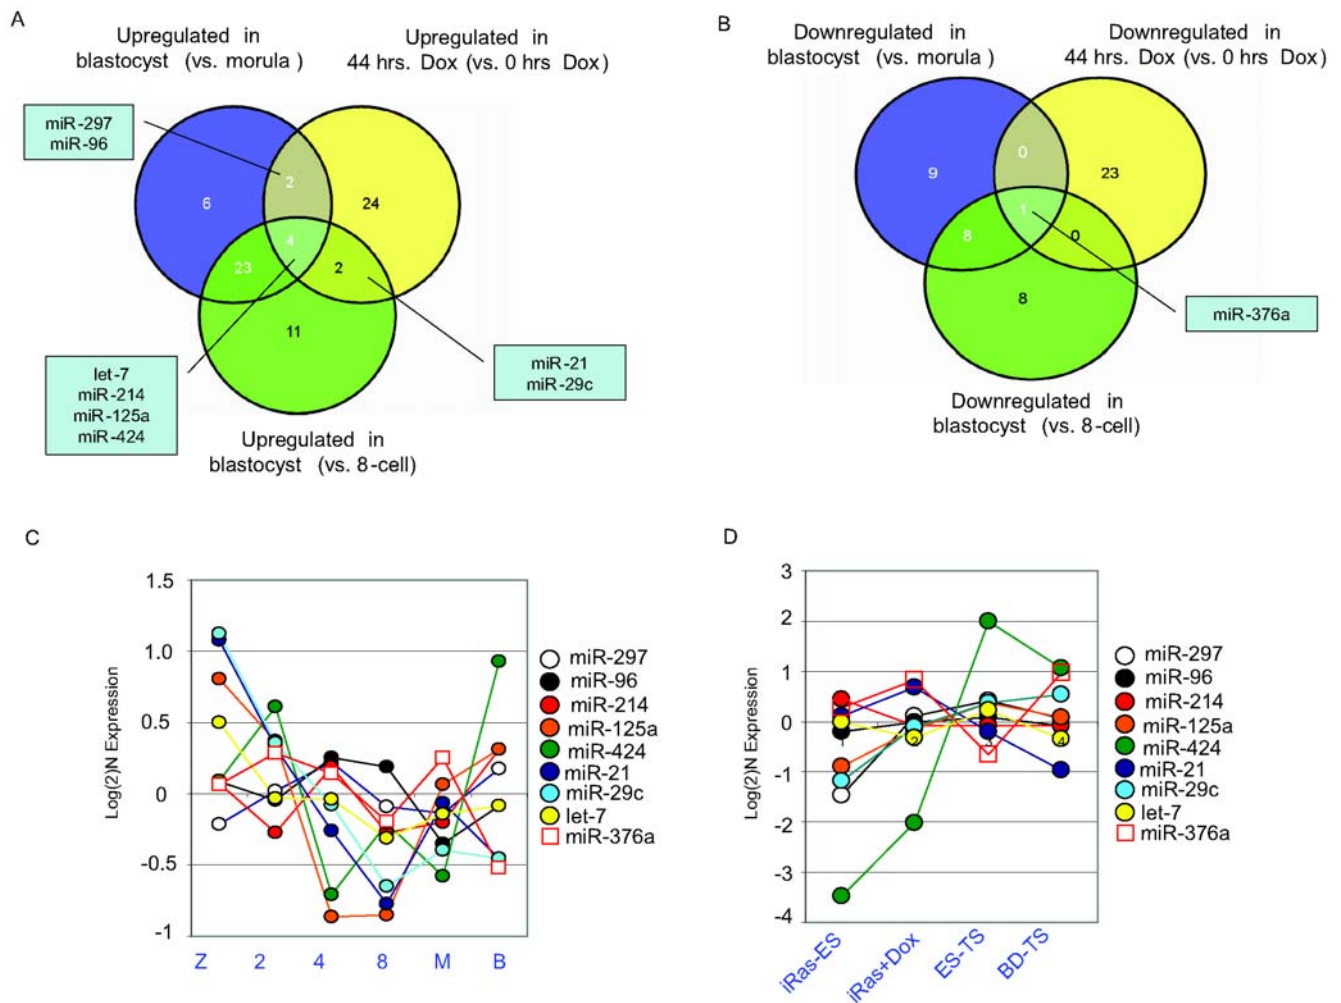 A
Upregulated in
blastocyst (vs. morula )
Upregulated in
44 hrs. Dox (vs. 0 hrs Dox)
miR-297
miR-96
6
2
24
4
23
2
11
let-7
miR-214
miR-125a
miR-424
miR-21
miR-29c
Upregulated in
blastocyst (vs. 8-cell)
B
Downregulated in
blastocyst (vs. morula)
Downregulated in
44 hrs. Dox (vs. 0 hrs Dox)
0
9
23
1
8
0
8
miR-376a
Downregulated in
blastocyst (vs. 8-cell)
C
Log(2)N Expression
1.5
1.0
0.5
0
-0.5
-1
Z 2 4 8 M B
miR-297
miR-96
miR-214
miR-125a
miR-424
miR-21
miR-29c
let-7
miR-376a
D
Log(2)N Expression
3
2
1
0
-1
-2
-3
-4
2
4
iRas-ES
iRas+Dox
ES-TS
BD-TS
miR-297
miR-96
miR-214
miR-125a
miR-424
miR-21
miR-29c
let-7
miR-376a